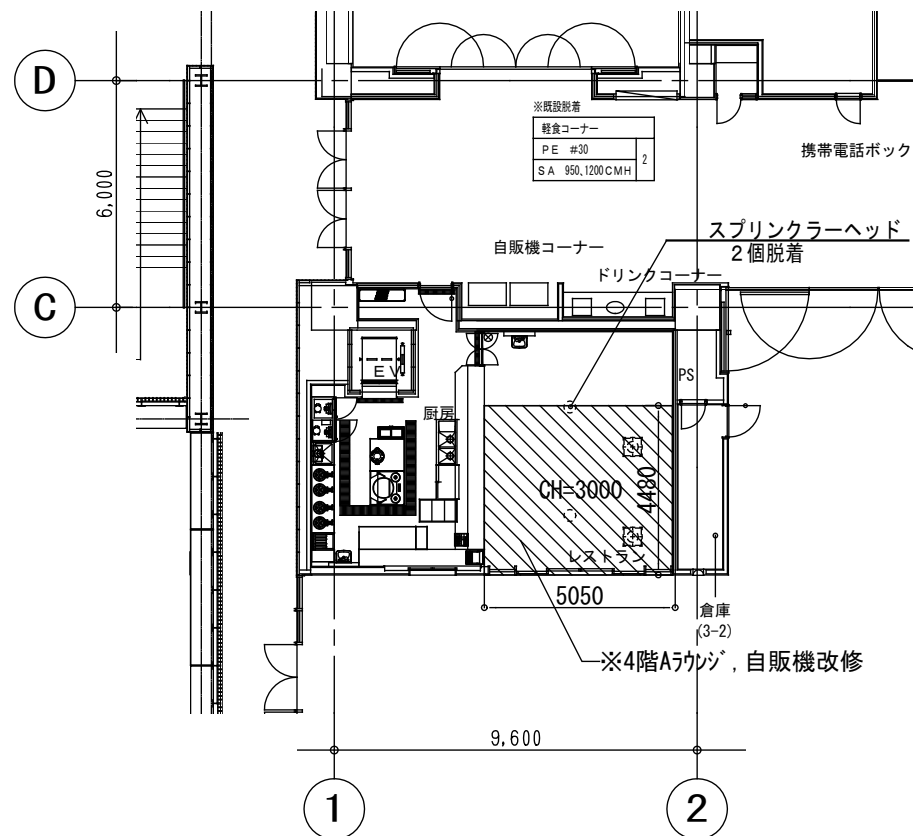 D
※既設脱着
軽食コーナー
PE #30
SA 950,1200CMH
2
携帯電話ボック
6,000
スプリンクラーヘッド
2個脱着
自販機コーナー
ドリンクコーナー
C
EV
PS
厨房
CH=3000
4480
レストラン
5050
倉庫
(3-2)
※4階Aラウンジ,自販機改修
9,600
1
2